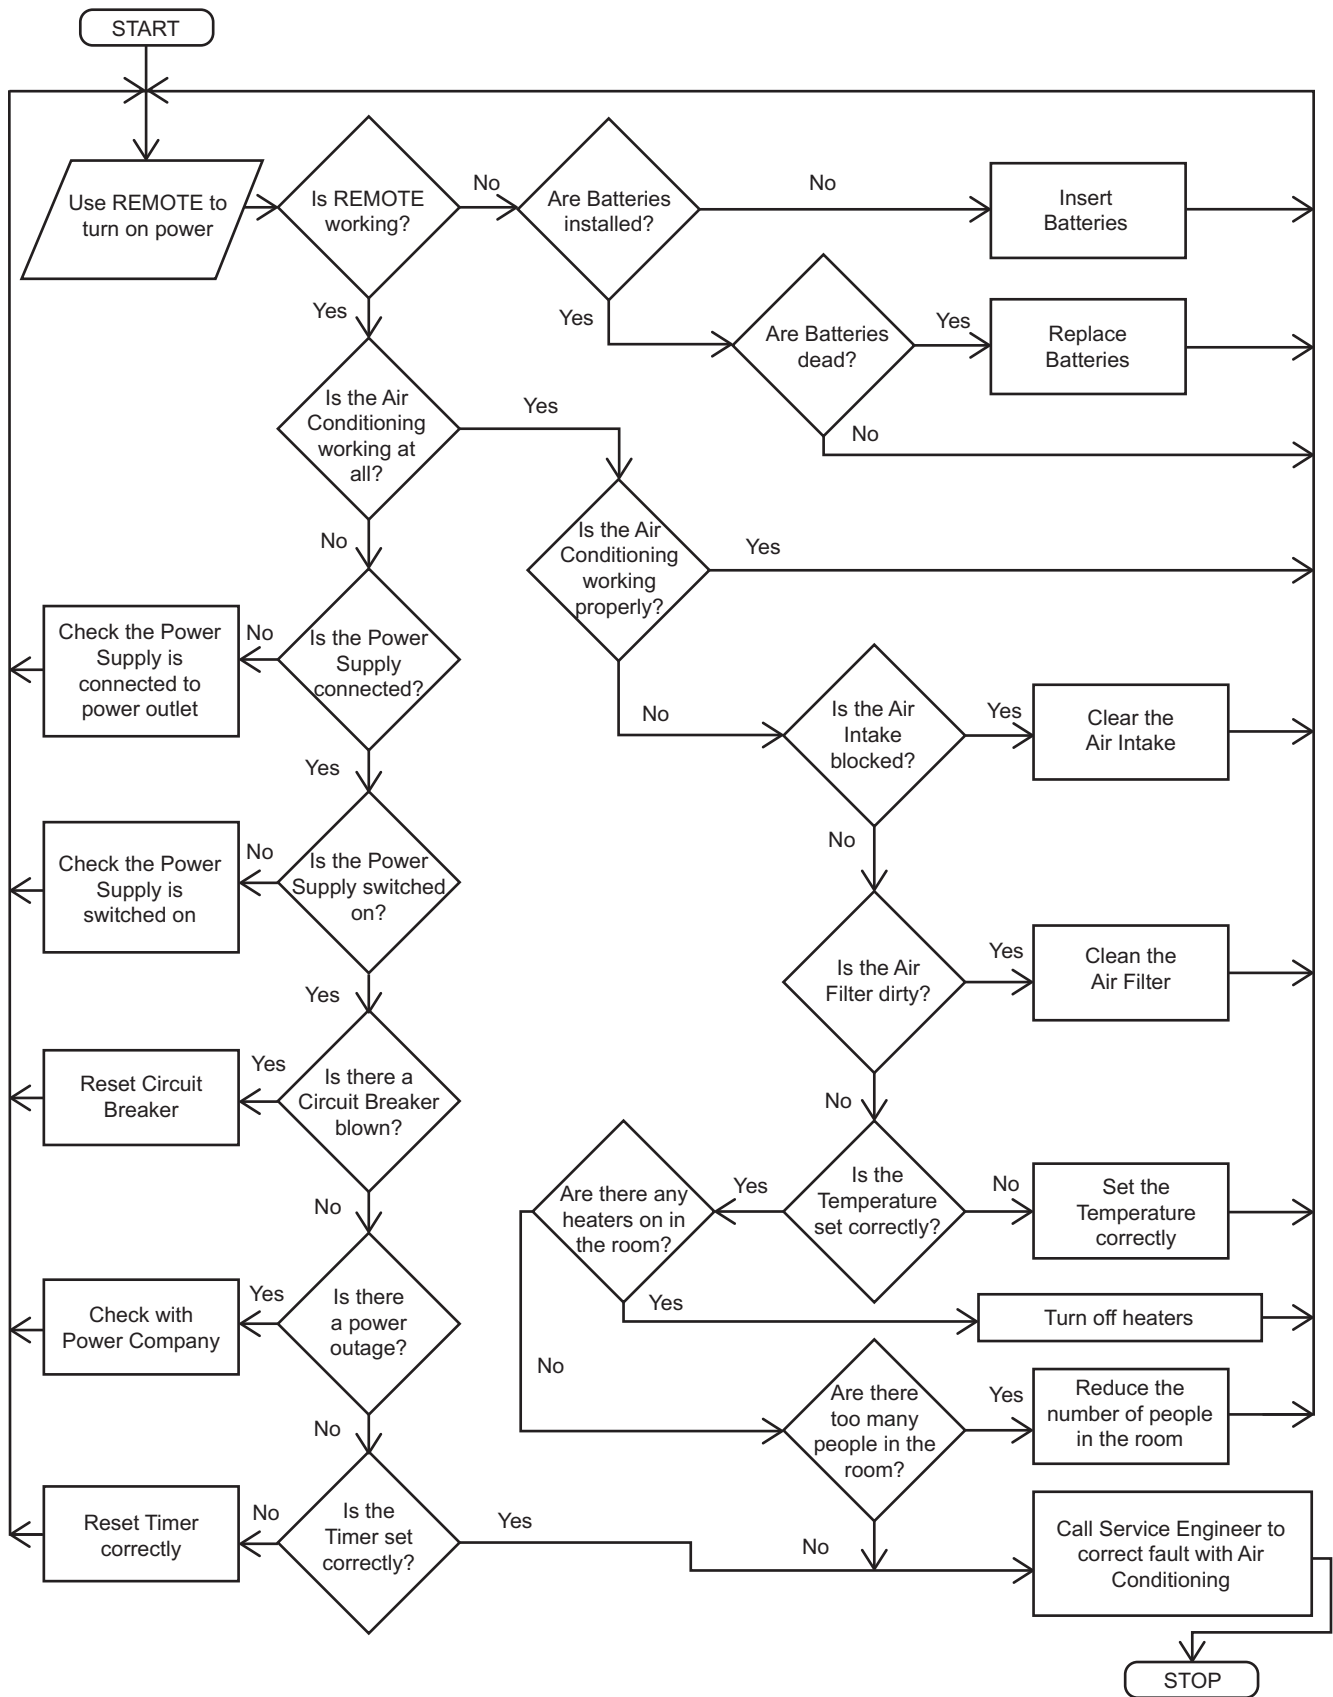 START
Use REMOTE to
turn on power
Is REMOTE
working?
No
Are Batteries
installed?
No
Insert
Batteries
Yes
Yes
Are Batteries
dead?
Yes
Replace
Batteries
No
Is the Air
Conditioning
working at
all?
Yes
No
Is the Air
Conditioning
working
properly?
Yes
No
Check the Power
Supply is
connected to
power outlet
No
Is the Power
Supply
connected?
Yes
Is the Air
Intake
blocked?
Yes
Clear the
Air Intake
No
Check the Power
Supply is
switched on
No
Is the Power
Supply switched
on?
Yes
Is the Air
Filter dirty?
Yes
Clean the
Air Filter
No
Reset Circuit
Breaker
Yes
Is there a
Circuit Breaker
blown?
No
Are there any
heaters on in
the room?
Yes
Is the
Temperature
set correctly?
No
Set the
Temperature
correctly
Yes
Turn off heaters
No
Check with
Power Company
Yes
Is there
a power
outage?
No
Are there
too many
people in the
room?
Yes
Reduce the
number of people
in the room
No
Reset Timer
correctly
No
Is the
Timer set
correctly?
Yes
Call Service Engineer to
correct fault with Air
Conditioning
STOP